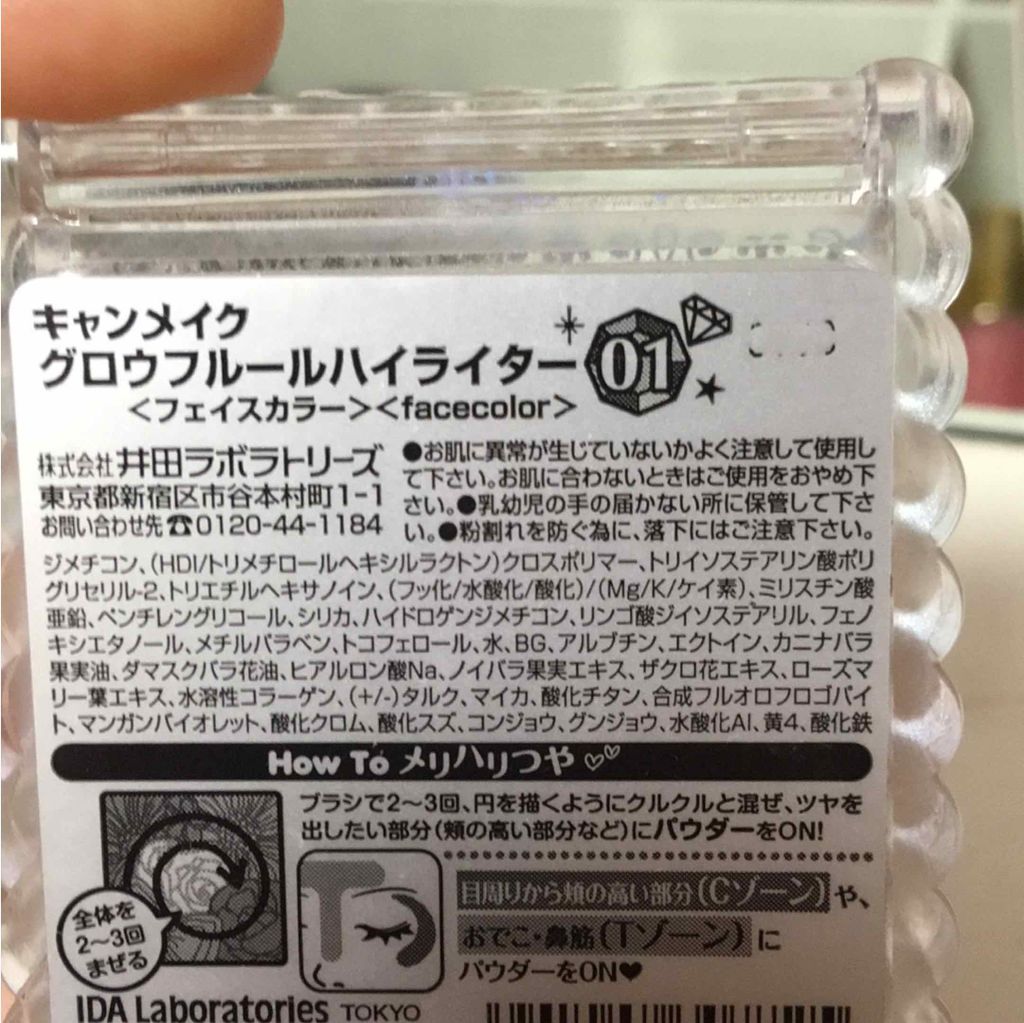 キャンメイク
グロウフルールハイライター 01
<フェイスカラー><facecolor>
株式会社 井田ラボラトリーズ
東京都新宿区市谷本村町1-1
お問い合わせ先☎0120-44-1184
●お肌に異常が生じていないかよく注意して使用し
て下さい。お肌に合わないときはご使用をおやめ下
さい。●乳幼児の手の届かない所に保管して下さ
い。●粉割れを防ぐ為に、落下にはご注意下さい。
ジメチコン、(HDI/トリメチロールヘキシルラクトン)クロスポリマー、トリイソステアリン酸ポリ
グリセリル-2、トリエチルヘキサノイン、(フッ化/水酸化/酸化)/(Mg/K/ケイ素)、ミリスチン酸
亜鉛、ペンチレングリコール、シリカ、ハイドロゲンジメチコン、リンゴ酸ジイソステアリル、フェノ
キシエタノール、メチルパラベン、トコフェロール、水、BG、アルブチン、エクトイン、カニナバラ
果実油、ダマスクバラ花油、ヒアルロン酸Na、ノイバラ果実エキス、ザクロ花エキス、ローズマ
リー葉エキス、水溶性コラーゲン、(+/-)タルク、マイカ、酸化チタン、合成フルオロフロゴパイ
ト、マンガンバイオレット、酸化クロム、酸化スズ、コンジョウ、グンジョウ、水酸化Al、黄4、酸化鉄
How To メリハリつや
ブラシで2~3回、円を描くようにクルクルと混ぜ、ツヤを
出したい部分(頬の高い部分など)にパウダーをON!
全体を
2~3回
まぜる
目周りから頬の高い部分(Cゾーン)や、
おでこ・鼻筋(Tゾーン)に
パウダーをON♥
IDA Laboratories TOKYO